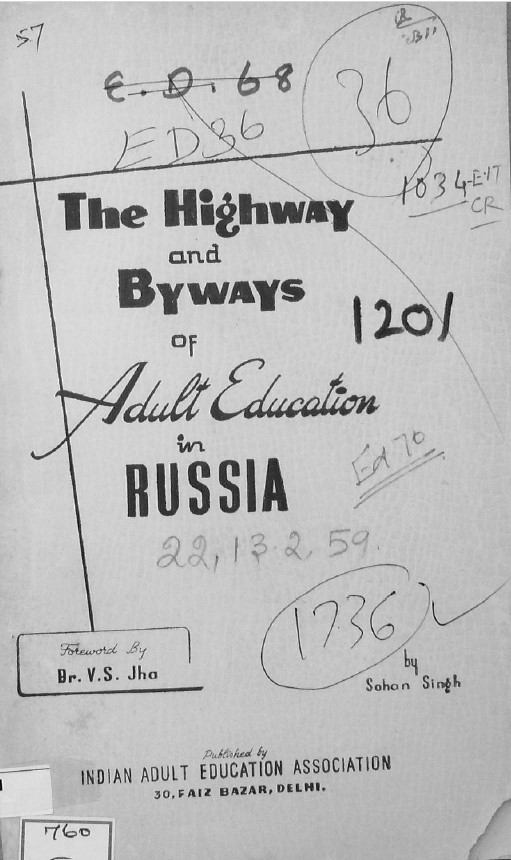 57
E. D. 68
ED36
36
1034-E-17
CR
The Highway
and
Byways
of
Adult Education
in
RUSSIA
1201
Ed 70
22, 13.2.59.
1736
Foreword By
Dr. V.S. Jha
by
Sohan Singh
Published by
INDIAN ADULT EDUCATION ASSOCIATION
30, FAIZ BAZAR, DELHI.
760